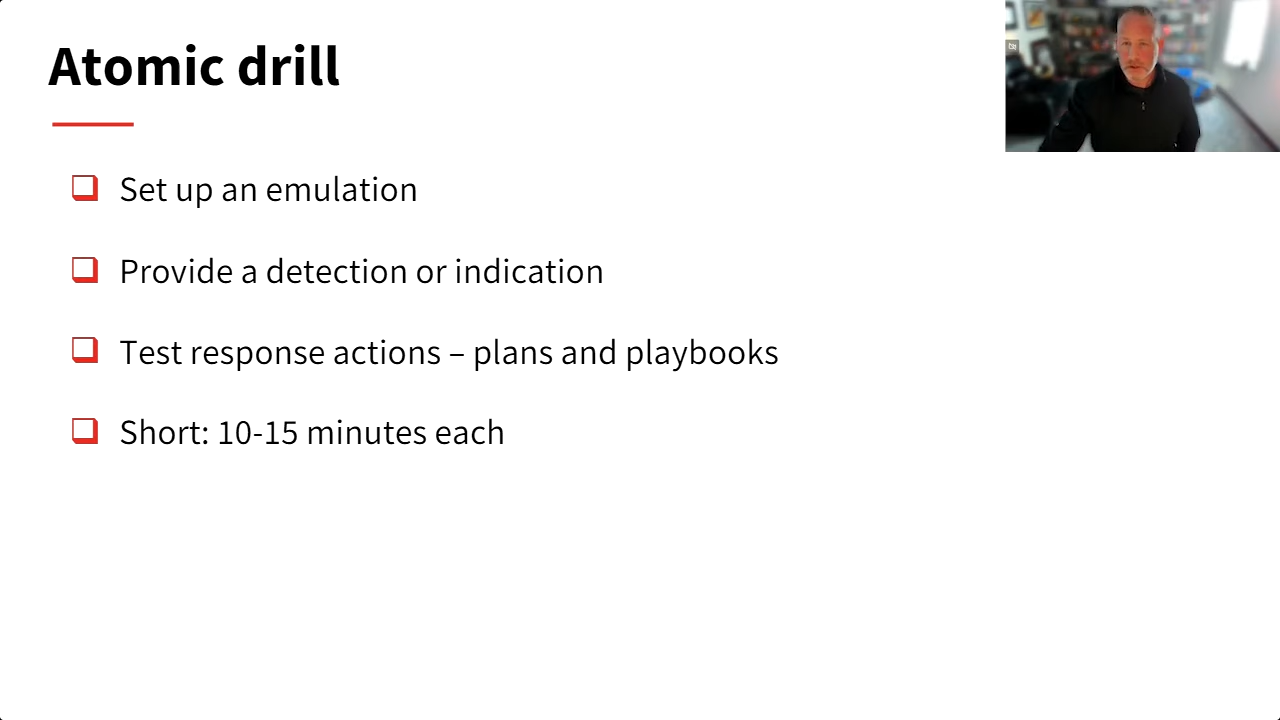 Atomic drill
Set up an emulation
Provide a detection or indication
Test response actions – plans and playbooks
Short: 10-15 minutes each